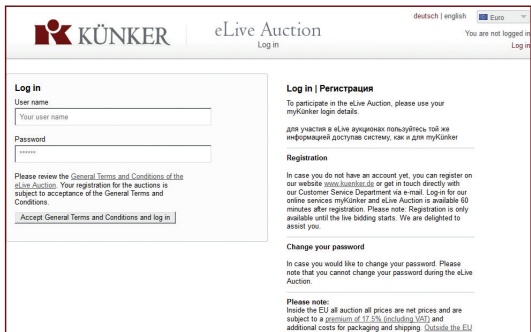 deutsch | english
Euro
KÜNKER
eLive Auction
Log in
You are not logged in
Log in
Log in
User name
Your user name
Password
******
Please review the General Terms and Conditions of the
eLive Auction. Your registration for the auctions is
subject to acceptance of the General Terms and
Conditions.
Accept General Terms and Conditions and log in
Log in | Регистрация
To participate in the eLive Auction, please use your
myKünker login details.
для участия в eLive аукционах пользуйтесь той же
информацией доступав систему, как и для myKünker
Registration
In case you do not have an account yet, you can register on
our website www.kuenker.de or get in touch directly with
our Customer Service Department via e-mail. Log-in for our
online services myKünker and eLive Auction is available 60
minutes after registration. Please note: Registration is only
available until the live bidding starts. We are delighted to
assist you.
Change your password
In case you would like to change your password. Please
note that you cannot change your password during the eLive
Auction.
Please note:
Inside the EU all auction all prices are net prices and are
subject to a premium of 17.5% (including VAT) and
additional costs for packaging and shipping. Outside the EU